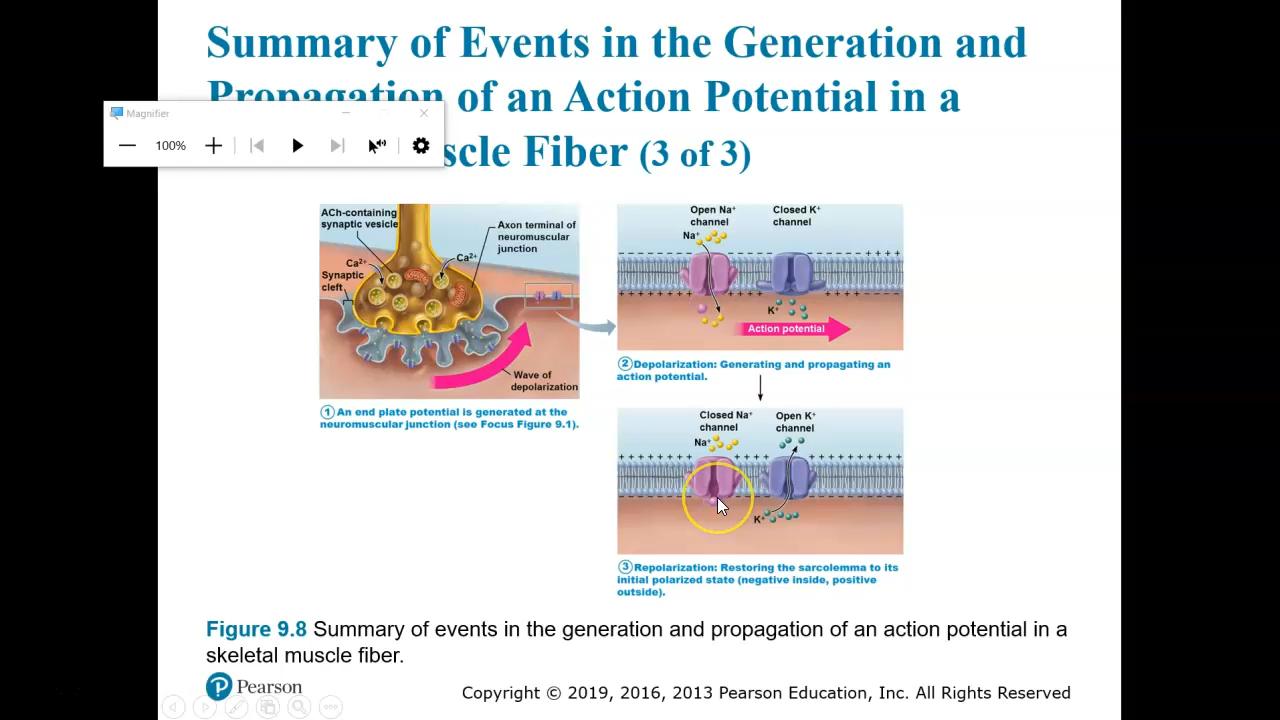 Summary of Events in the Generation and
Propagation of an Action Potential in a
scle Fiber (3 of 3)
Magnifier
100%
ACh-containing
synaptic vesicle
Axon terminal of
neuromuscular
junction
Ca²⁺
Ca²⁺
Synaptic
cleft
Wave of
depolarization
① An end plate potential is generated at the
neuromuscular junction (see Focus Figure 9.1).
Open Na⁺
channel
Closed K⁺
channel
Na⁺
++++
++++
K⁺
Action potential
② Depolarization: Generating and propagating an
action potential.
Closed Na⁺
channel
Open K⁺
channel
Na⁺
K⁺
③ Repolarization: Restoring the sarcolemma to its
initial polarized state (negative inside, positive
outside).
Figure 9.8 Summary of events in the generation and propagation of an action potential in a
skeletal muscle fiber.
P Pearson
Copyright © 2019, 2016, 2013 Pearson Education, Inc. All Rights Reserved